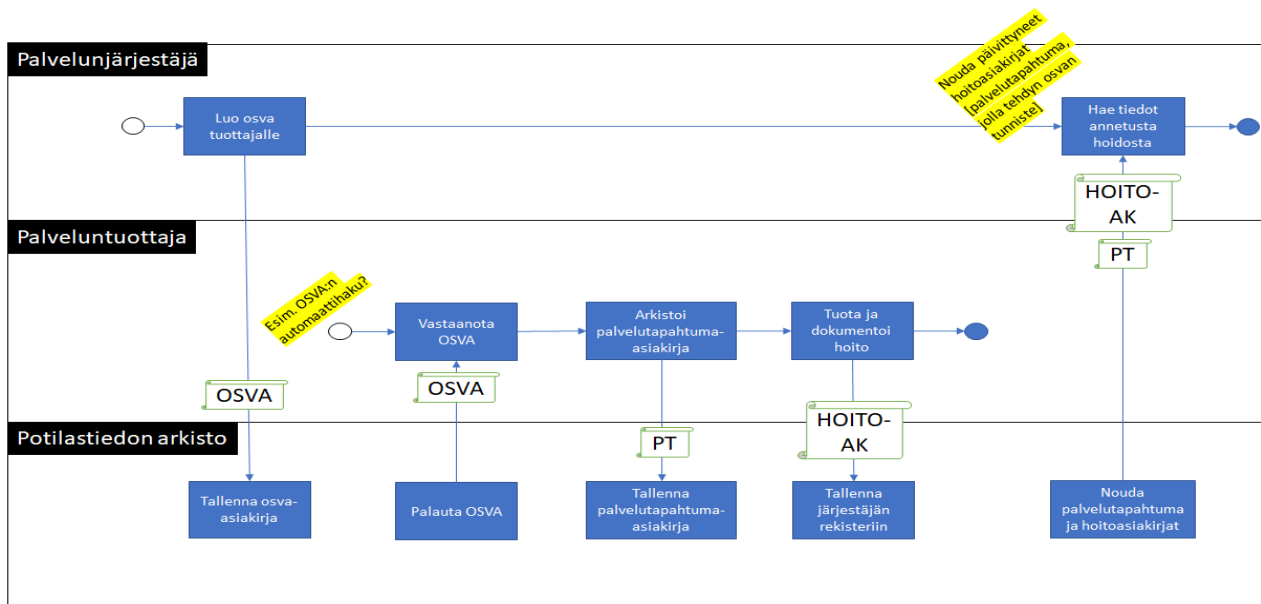 Palvelunjärjestäjä
Luo osva
tuottajalle
Nouda päivittyneet
hoitoasiakirjat
[palvelutapahtuma,
jolla tehdyn osvan
tunniste]
Hae tiedot
annetusta
hoidosta
HOITO-
AK
Palveluntuottaja
PT
Esim. OSVA:n
automaattihaku?
Vastaanota
OSVA
Arkistoi
palvelutapahtuma-
asiakirja
Tuota ja
dokumentoi
hoito
OSVA
OSVA
HOITO-
AK
Potilastiedon arkisto
PT
Tallenna osva-
asiakirja
Palauta OSVA
Tallenna
palvelutapahtuma-
asiakirja
Tallenna
järjestäjän
rekisteriin
Nouda
palvelutapahtuma
ja hoitoasiakirjat